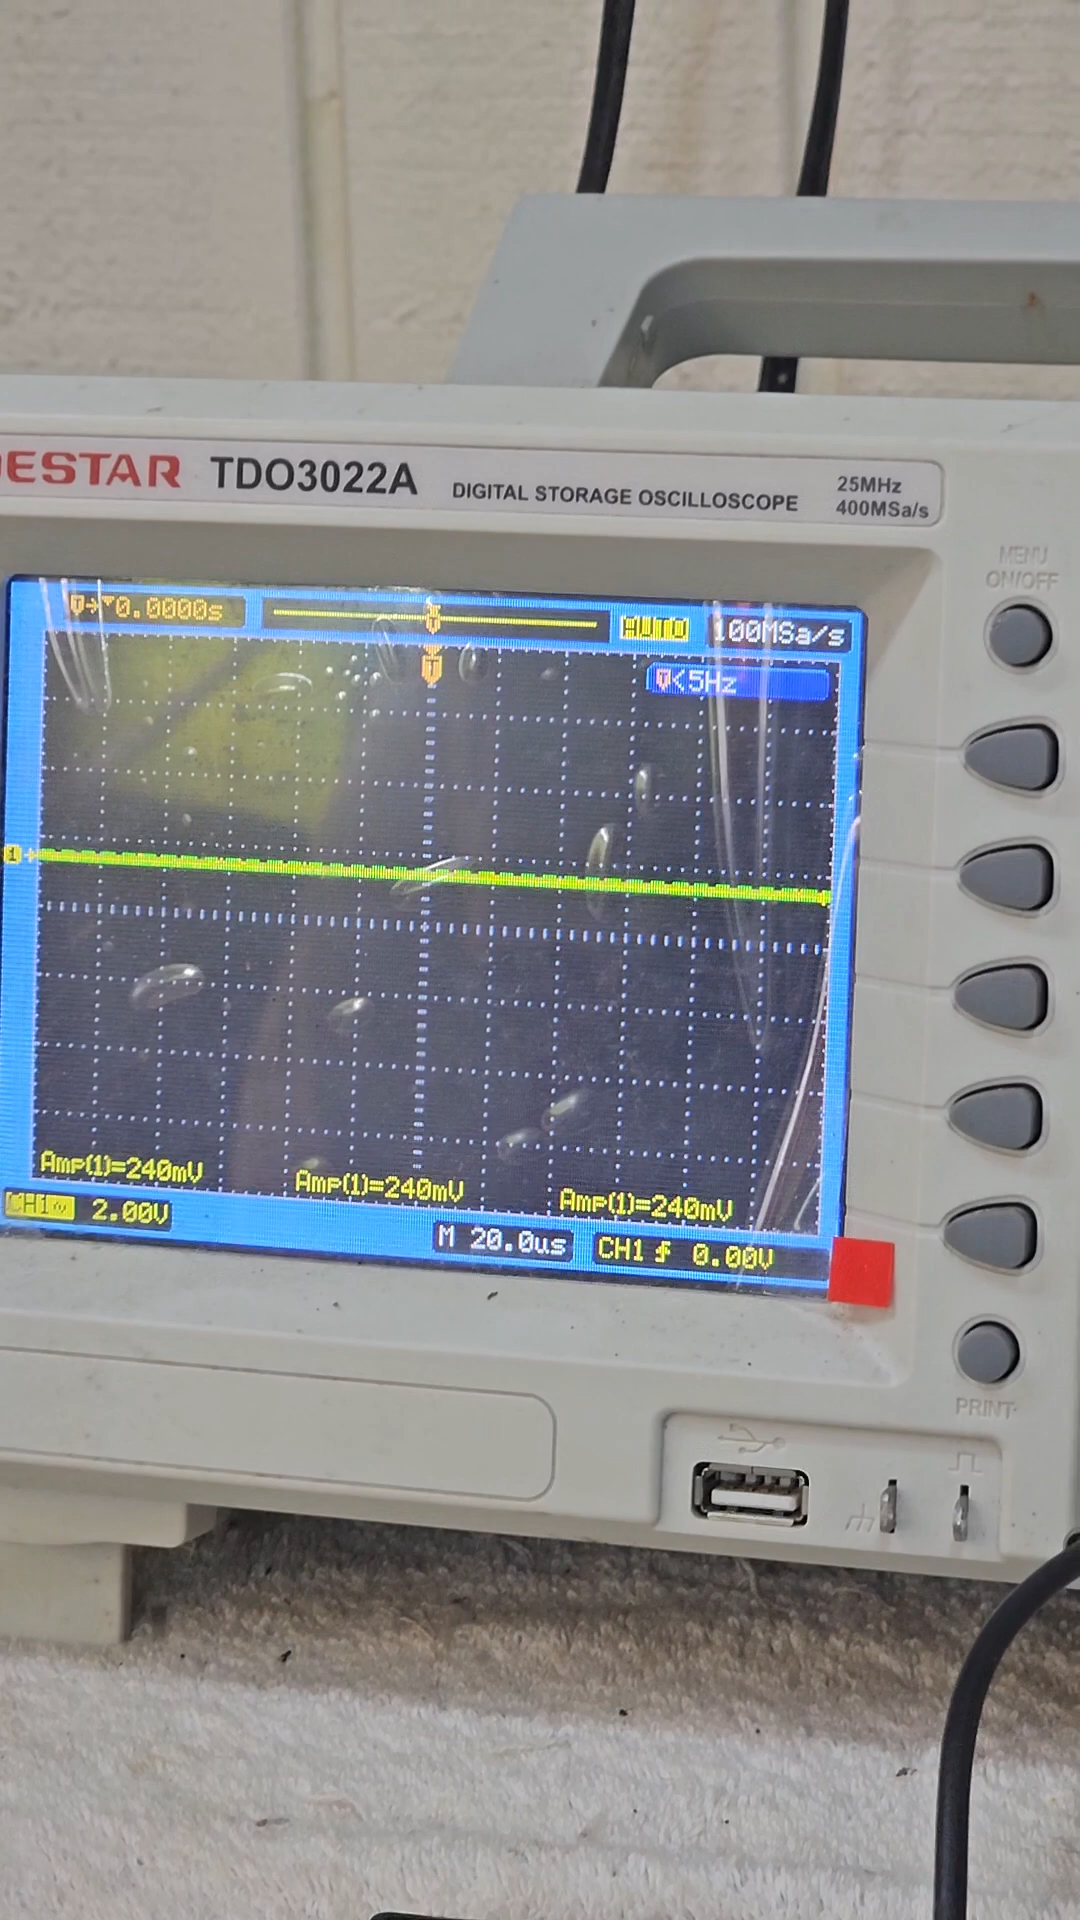 ESTAR TDO3022A DIGITAL STORAGE OSCILLOSCOPE 25MHz
400MSa/s
MENU
ON/OFF
T→▼0.0000s AUTO 100MSa/s
T<5Hz
1
Amp(1)=240mV Amp(1)=240mV Amp(1)=240mV
CH1~ 2.00V M 20.0us CH1 0.00V
PRINT